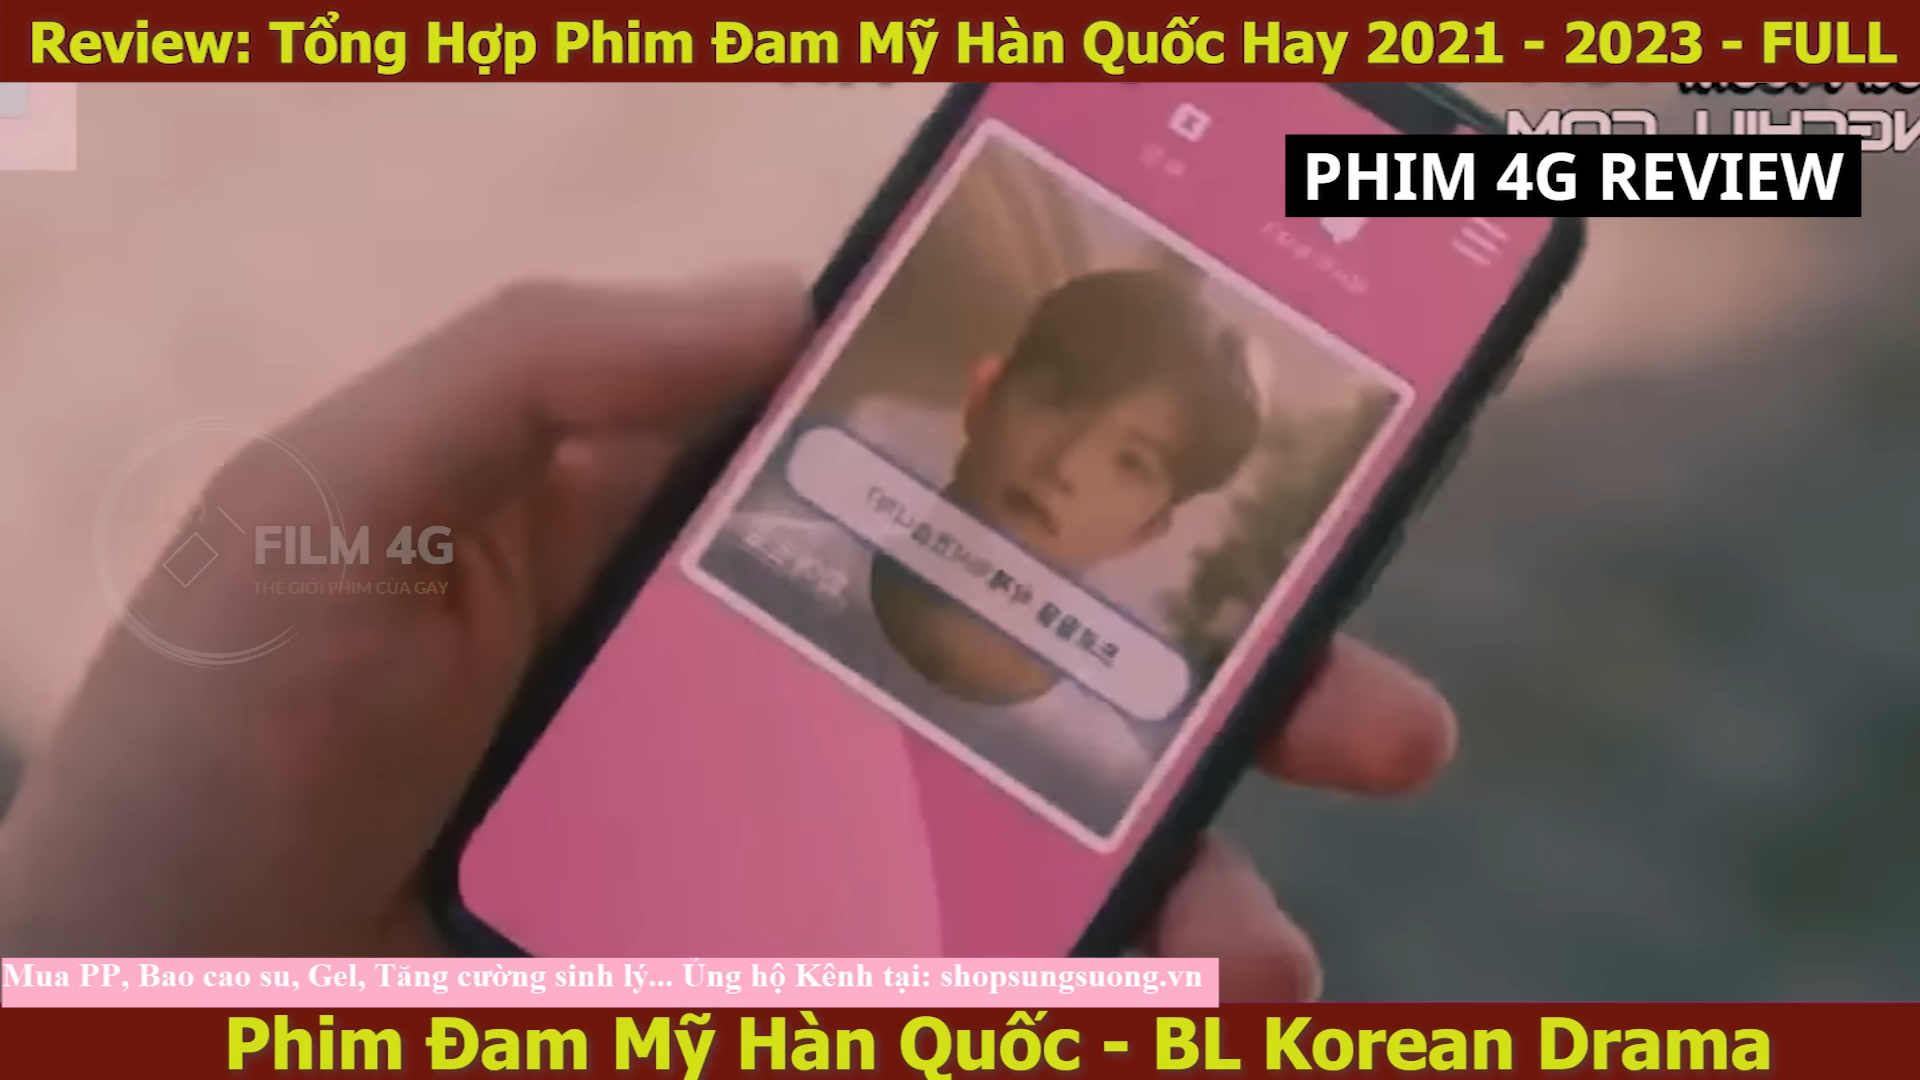 Review: Tổng Hợp Phim Đam Mỹ Hàn Quốc Hay 2021 - 2023 - FULL
PHIM 4G REVIEW
FILM 4G
THẾ GIỚI PHIM CỦA GAY
Mua PP, Bao cao su, Gel, Tăng cường sinh lý... Ủng hộ Kênh tại: shopsungsuong.vn
Phim Đam Mỹ Hàn Quốc - BL Korean Drama